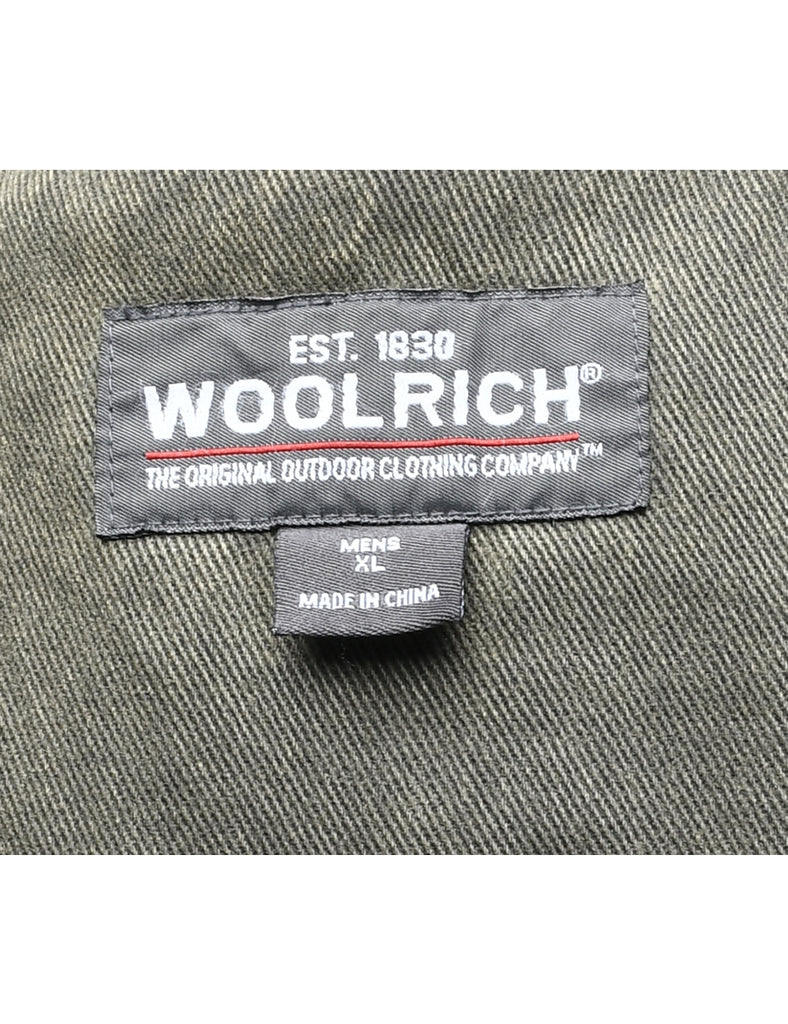 EST. 1830
WOOLRICH®
THE ORIGINAL OUTDOOR CLOTHING COMPANY™
MENS
XL
MADE IN CHINA